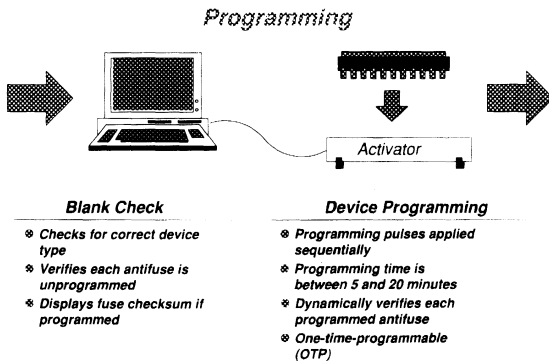 Programming
Activator
Blank Check
Checks for correct device
type
Verifies each antifuse is
unprogrammed
Displays fuse checksum if
programmed
Device Programming
Programming pulses applied
sequentially
Programming time is
between 5 and 20 minutes
Dynamically verifies each
programmed antifuse
One-time-programmable
(OTP)